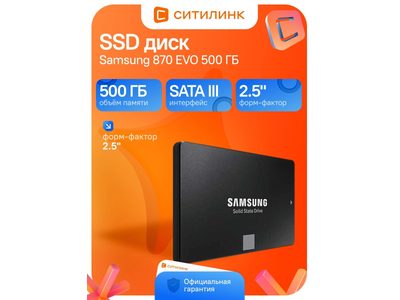 СИТИЛИНК
SSD диск
Samsung 870 EVO 500 ГБ
500 ГБ
объём памяти
SATA III
интерфейс
2.5"
форм-фактор
форм-фактор
2.5"
SAMSUNG
Solid State Drive
СИТИЛИНК
Официальная
гарантия